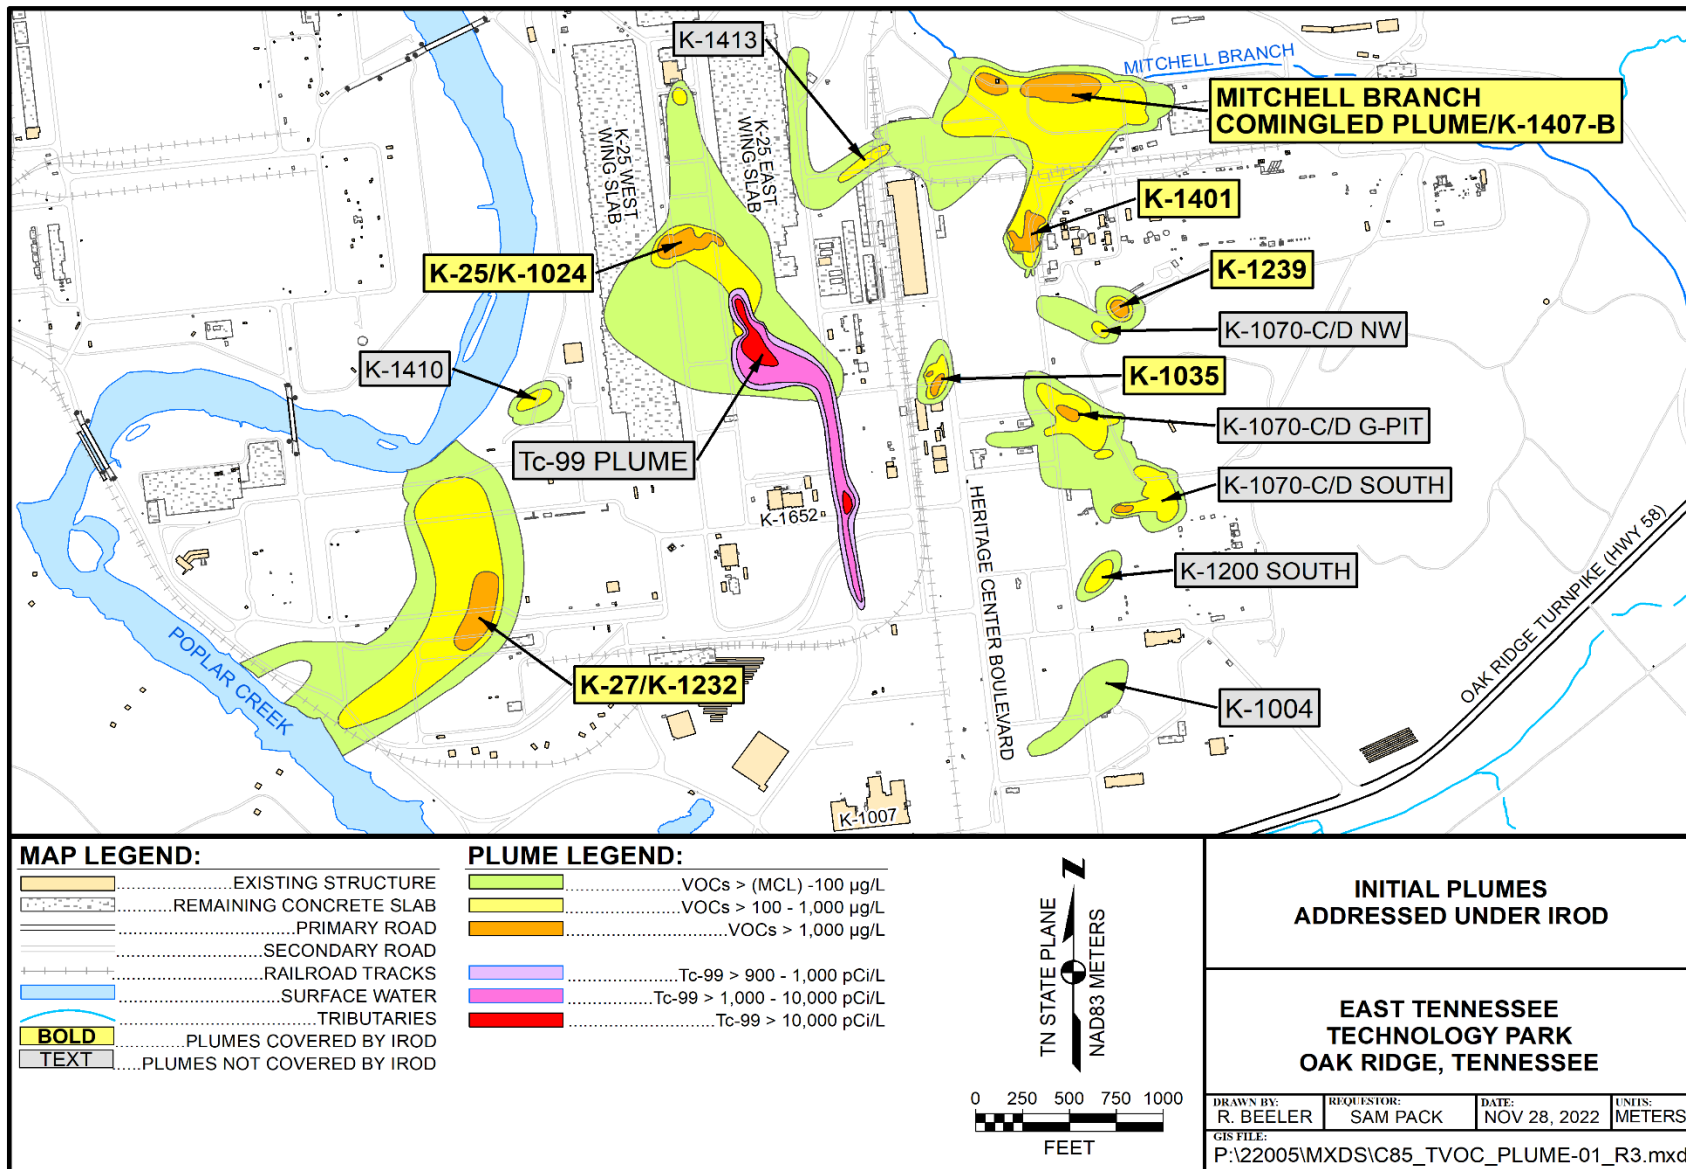 K-1413
MITCHELL BRANCH
MITCHELL BRANCH
COMINGLED PLUME/K-1407-B
K-25 WEST
WING SLAB
K-25 EAST
WING SLAB
K-1401
K-25/K-1024
K-1239
K-1070-C/D NW
K-1410
K-1035
K-1070-C/D G-PIT
Tc-99 PLUME
K-1070-C/D SOUTH
K-1652
HERITAGE CENTER BOULEVARD
K-1200 SOUTH
OAK RIDGE TURNPIKE (HWY 58)
POPLAR CREEK
K-27/K-1232
K-1004
K-1007
MAP LEGEND:
EXISTING STRUCTURE
REMAINING CONCRETE SLAB
PRIMARY ROAD
SECONDARY ROAD
RAILROAD TRACKS
SURFACE WATER
TRIBUTARIES
BOLD PLUMES COVERED BY IROD
TEXT PLUMES NOT COVERED BY IROD
PLUME LEGEND:
VOCs > (MCL) -100 µg/L
VOCs > 100 - 1,000 µg/L
VOCs > 1,000 µg/L
Tc-99 > 900 - 1,000 pCi/L
Tc-99 > 1,000 - 10,000 pCi/L
Tc-99 > 10,000 pCi/L
Z
TN STATE PLANE
NAD83 METERS
0 250 500 750 1000
FEET
INITIAL PLUMES
ADDRESSED UNDER IROD
EAST TENNESSEE
TECHNOLOGY PARK
OAK RIDGE, TENNESSEE
DRAWN BY: REQUESTOR: DATE: UNITS:
R. BEELER SAM PACK NOV 28, 2022 METERS
GIS FILE:
P:\22005\MXDS\C85_TVOC_PLUME-01_R3.mxd